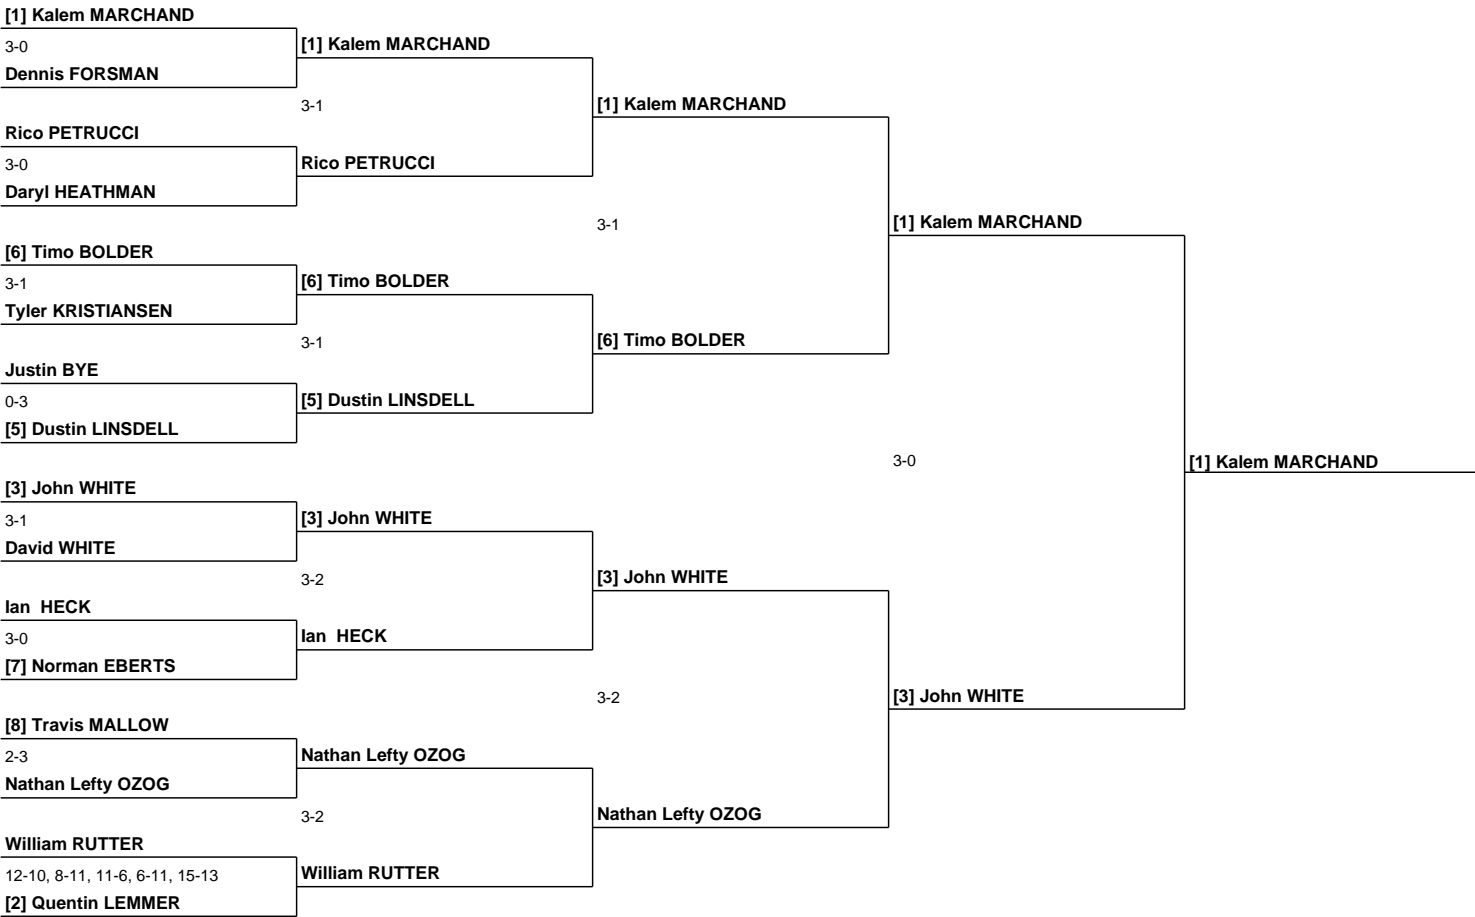 [1] Kalem MARCHAND
3-0
[1] Kalem MARCHAND
Dennis FORSMAN
3-1
[1] Kalem MARCHAND
Rico PETRUCCI
3-0
Rico PETRUCCI
Daryl HEATHMAN
3-1
[1] Kalem MARCHAND
[6] Timo BOLDER
3-1
[6] Timo BOLDER
Tyler KRISTIANSEN
3-1
[6] Timo BOLDER
Justin BYE
0-3
[5] Dustin LINSDELL
[5] Dustin LINSDELL
3-0
[1] Kalem MARCHAND
[3] John WHITE
3-1
[3] John WHITE
David WHITE
3-2
[3] John WHITE
Ian  HECK
3-0
Ian  HECK
[7] Norman EBERTS
3-2
[3] John WHITE
[8] Travis MALLOW
2-3
Nathan Lefty OZOG
Nathan Lefty OZOG
3-2
Nathan Lefty OZOG
William RUTTER
12-10, 8-11, 11-6, 6-11, 15-13
William RUTTER
[2] Quentin LEMMER